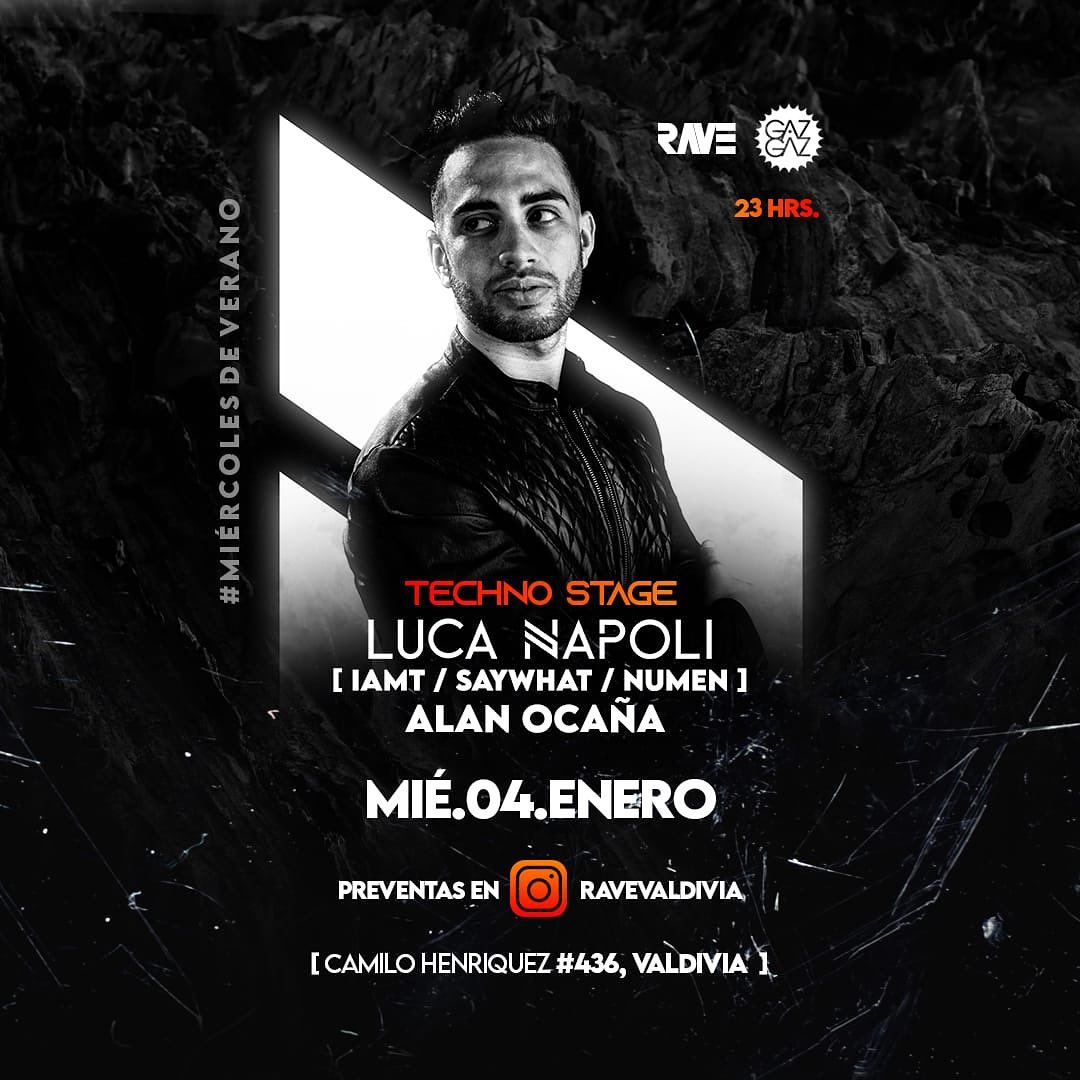 RAVE
GAZ
GAZ
23 HRS.
#MIÉRCOLES DE VERANO
TECHNO STAGE
LUCA NAPOLI
[ IAMT / SAYWHAT / NUMEN ]
ALAN OCAÑA
MIÉ.04.ENERO
PREVENTAS EN RAVEVALDIVIA
[ CAMILO HENRIQUEZ #436, VALDIVIA ]